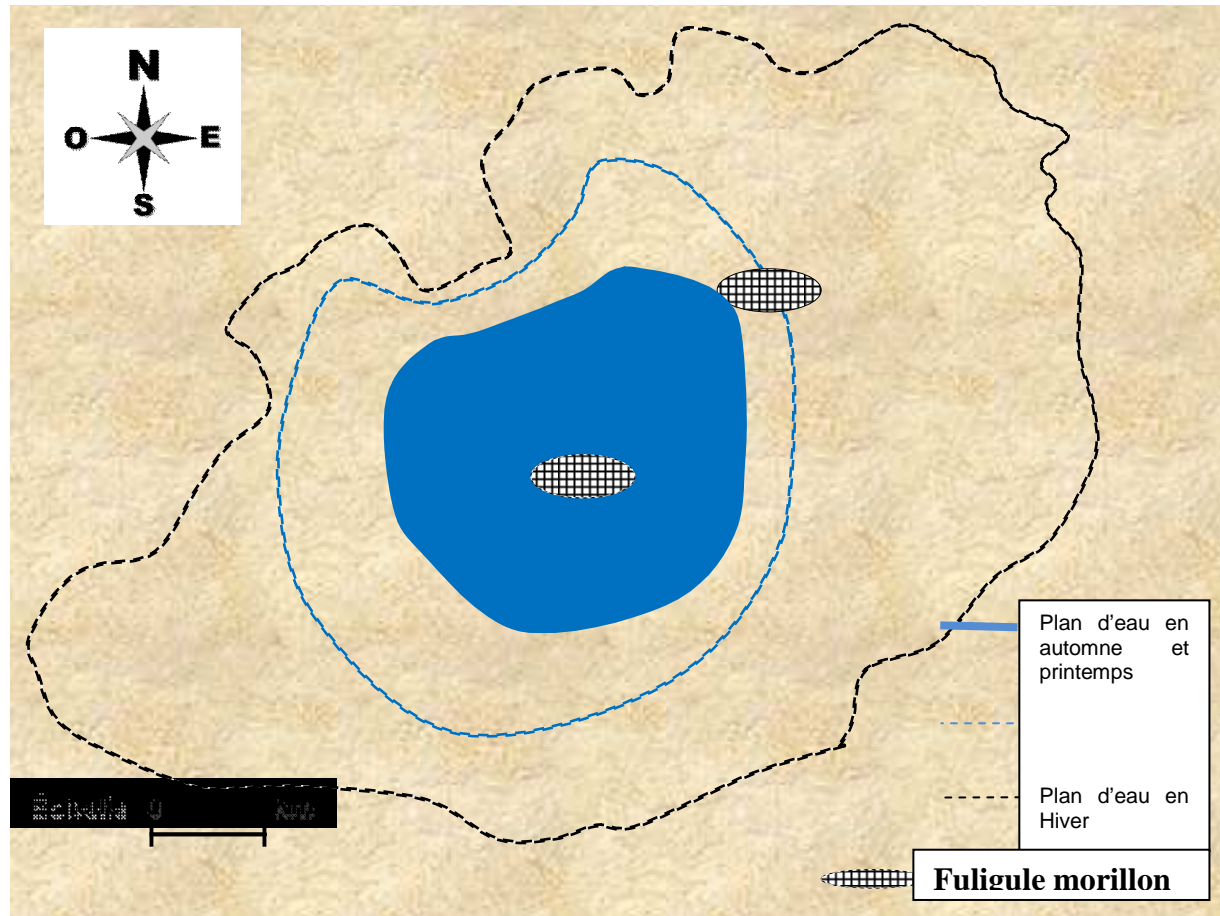 N
O E
S
Plan d'eau en
automne et
printemps
Plan d'eau en
Hiver
Fuligule morillon